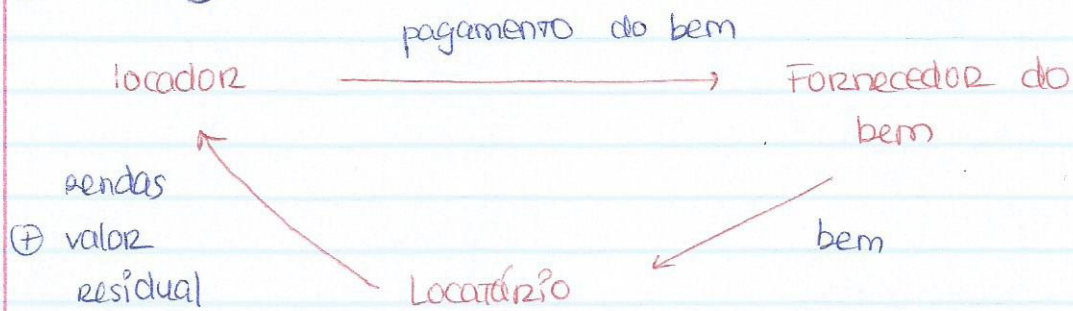 pagamento do bem
locador
Fornecedor do
bem
rendas
+ valor
residual
bem
Locatário